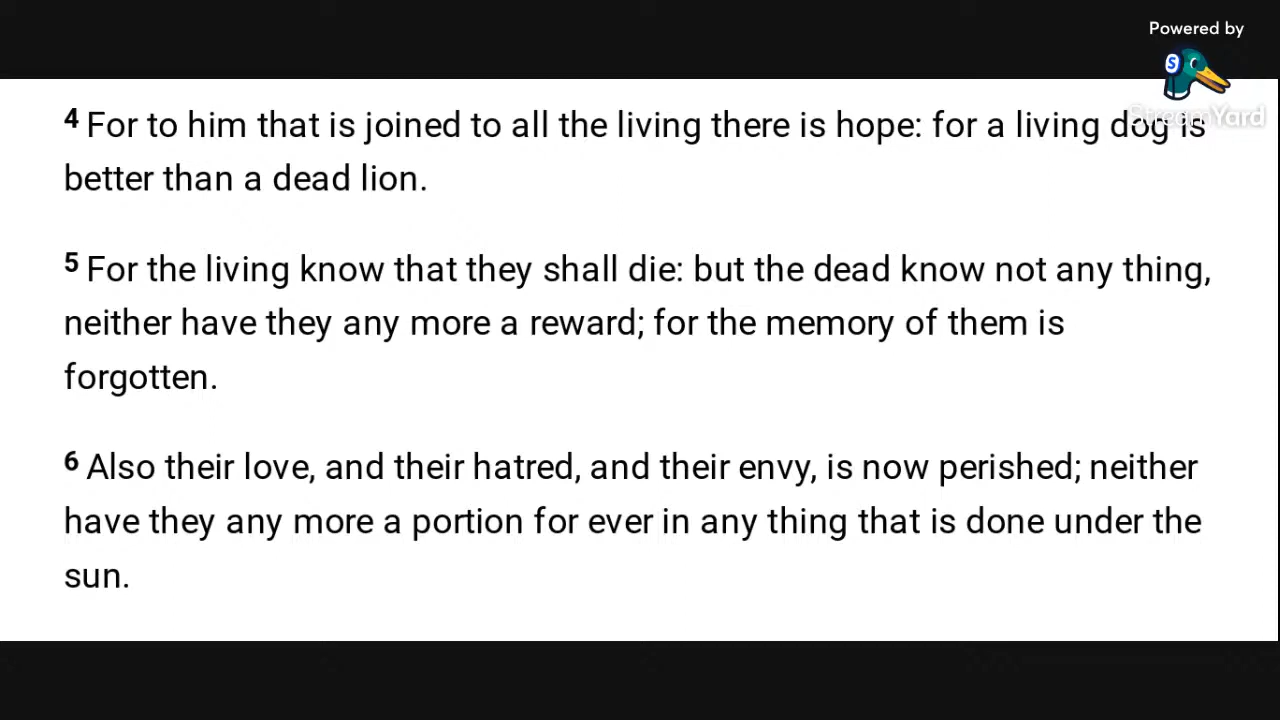 Powered by
S
StreamYard
4 For to him that is joined to all the living there is hope: for a living dog is
better than a dead lion.
5 For the living know that they shall die: but the dead know not any thing,
neither have they any more a reward; for the memory of them is
forgotten.
6 Also their love, and their hatred, and their envy, is now perished; neither
have they any more a portion for ever in any thing that is done under the
sun.